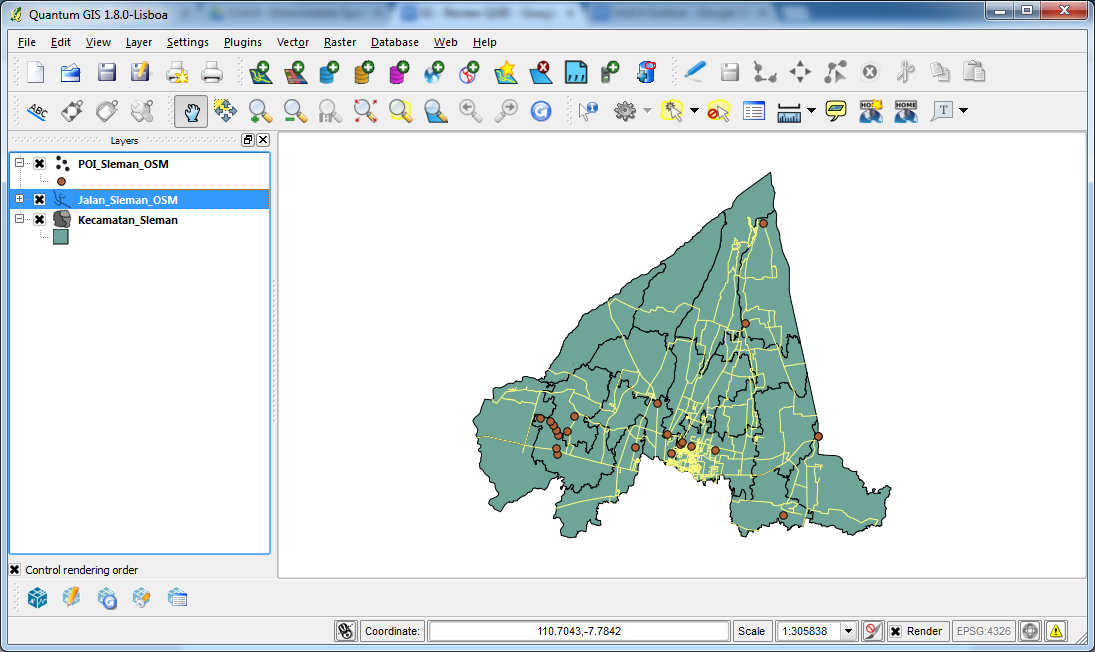 Quantum GIS 1.8.0-Lisboa
File Edit View Layer Settings Plugins Vector Raster Database Web Help
ABC
HOME
T
Layers
POI_Sleman_OSM
Jalan_Sleman_OSM
Kecamatan_Sleman
Control rendering order
Coordinate: 110.7043,-7.7842 Scale 1:305838 Render EPSG:4326